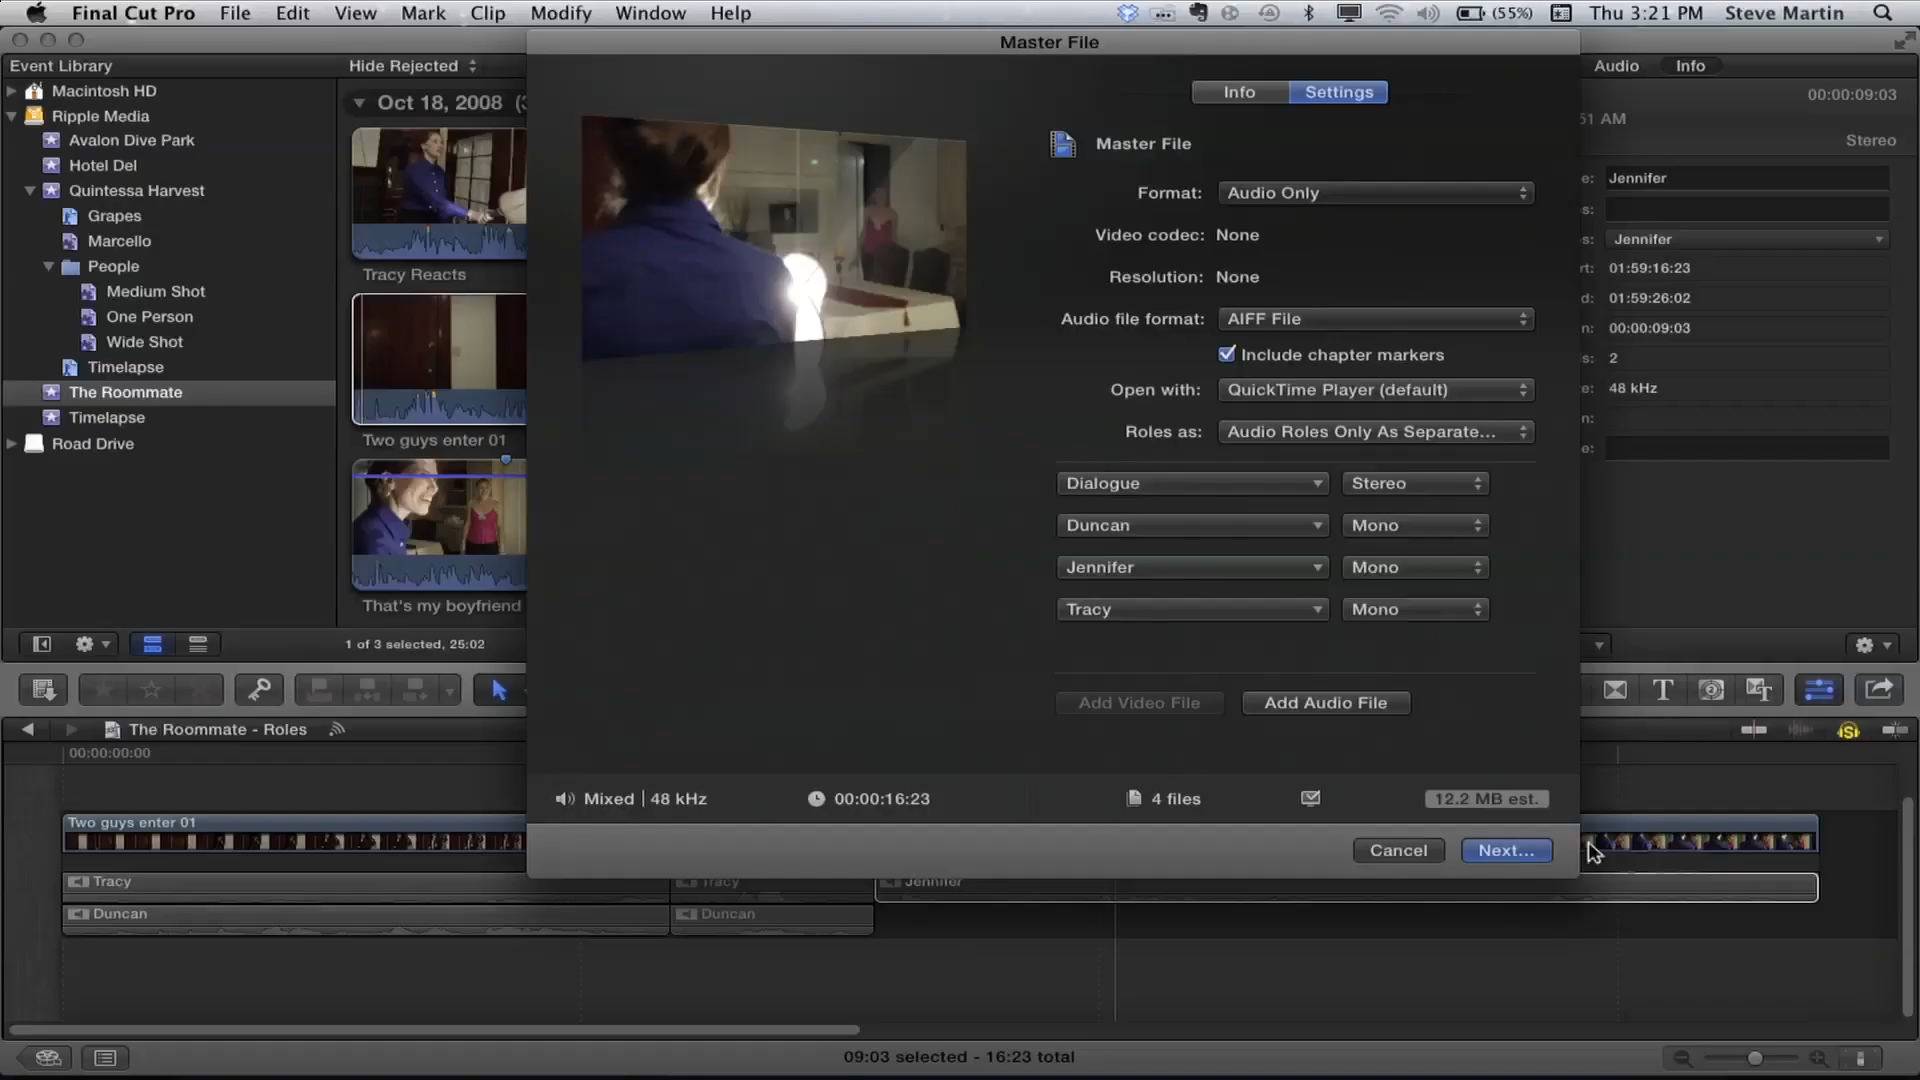 Final Cut Pro File Edit View Mark Clip Modify Window Help (55%) Thu 3:21 PM Steve Martin
Master File
Event Library
Hide Rejected
Audio Info
Macintosh HD
Ripple Media
Avalon Dive Park
Hotel Del
Quintessa Harvest
Grapes
Marcello
People
Medium Shot
One Person
Wide Shot
Timelapse
The Roommate
Timelapse
Road Drive
Oct 18, 2008 (3
Tracy Reacts
Two guys enter 01
That's my boyfriend
1 of 3 selected, 25:02
Info Settings
Master File
Format: Audio Only
Video codec: None
Resolution: None
Audio file format: AIFF File
Include chapter markers
Open with: QuickTime Player (default)
Roles as: Audio Roles Only As Separate...
Dialogue Stereo
Duncan Mono
Jennifer Mono
Tracy Mono
Add Video File Add Audio File
Mixed | 48 kHz 00:00:16:23 4 files 12.2 MB est.
Cancel Next...
00:00:09:03
51 AM
Stereo
e: Jennifer
s:
s: Jennifer
rt: 01:59:16:23
d: 01:59:26:02
n: 00:00:09:03
s: 2
e: 48 kHz
n:
e:
The Roommate - Roles
00:00:00:00
Two guys enter 01
Tracy Tracy Jennifer
Duncan Duncan
09:03 selected - 16:23 total